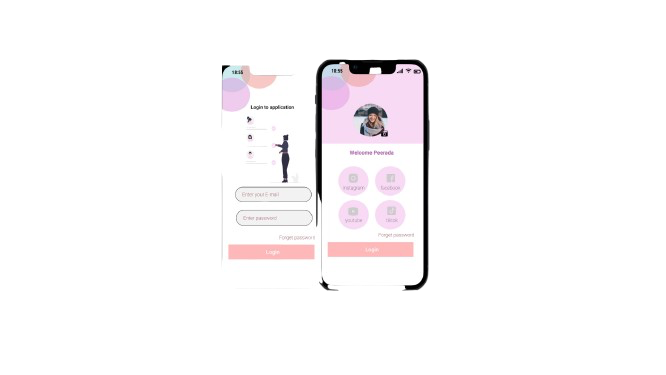 18:55
Login to application
Enter your E-mail
Enter password
Forget password
Login
18:55
Welcome Peerada
instagram
facebook
youtube
tiktok
Forget password
Login